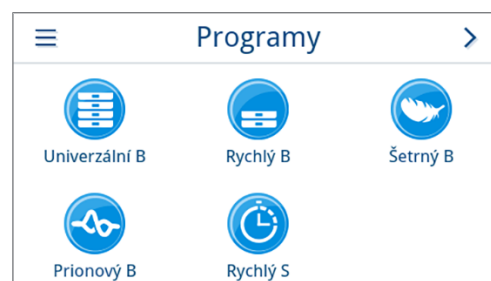 Programy
Univerzální B
Rychlý B
Šetrný B
Prionový B
Rychlý S